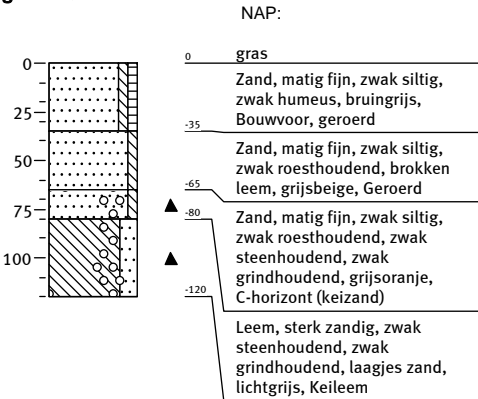 NAP:
0
25
50
75
100
0
gras
Zand, matig fijn, zwak siltig,
zwak humeus, bruingrijs,
Bouwvoor, geroerd
-35
Zand, matig fijn, zwak siltig,
zwak roesthoudend, brokken
leem, grijsbeige, Geroerd
-65
Zand, matig fijn, zwak siltig,
zwak roesthoudend, zwak
steenhoudend, zwak
grindhoudend, grijsoranje,
C-horizont (keizand)
-80
Leem, sterk zandig, zwak
steenhoudend, zwak
grindhoudend, laagjes zand,
lichtgrijs, Keileem
-120